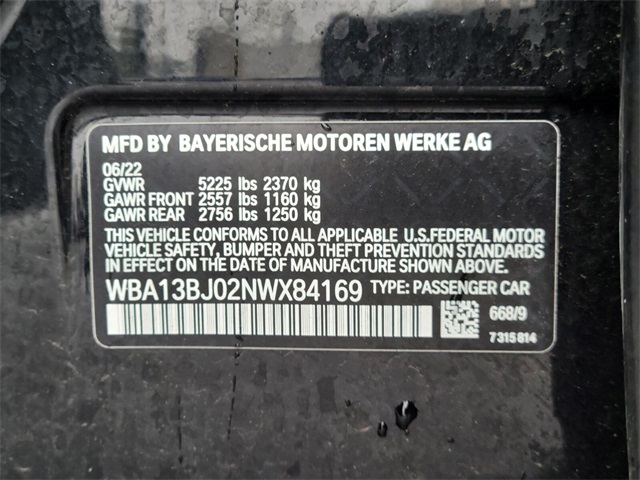 MFD BY BAYERISCHE MOTOREN WERKE AG
06/22
GVWR 5225 lbs 2370 kg
GAWR FRONT 2557 lbs 1160 kg
GAWR REAR 2756 lbs 1250 kg
THIS VEHICLE CONFORMS TO ALL APPLICABLE U.S.FEDERAL MOTOR
VEHICLE SAFETY, BUMPER AND THEFT PREVENTION STANDARDS
IN EFFECT ON THE DATE OF MANUFACTURE SHOWN ABOVE.
WBA13BJ02NWX84169 TYPE: PASSENGER CAR
668/9
7315814